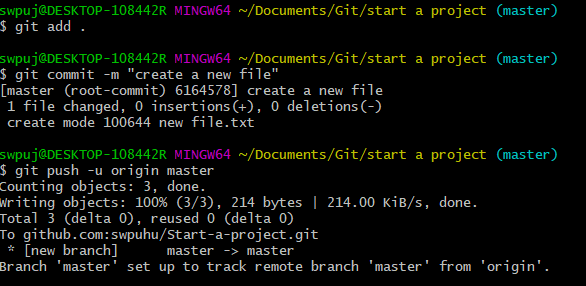 swpuj@DESKTOP-108442R MINGW64 ~/Documents/Git/start a project (master)
$ git add .
swpuj@DESKTOP-108442R MINGW64 ~/Documents/Git/start a project (master)
$ git commit -m "create a new file"
[master (root-commit) 6164578] create a new file
 1 file changed, 0 insertions(+), 0 deletions(-)
 create mode 100644 new file.txt
swpuj@DESKTOP-108442R MINGW64 ~/Documents/Git/start a project (master)
$ git push -u origin master
Counting objects: 3, done.
Writing objects: 100% (3/3), 214 bytes | 214.00 KiB/s, done.
Total 3 (delta 0), reused 0 (delta 0)
To github.com:swpuhu/Start-a-project.git
 * [new branch]      master -> master
Branch 'master' set up to track remote branch 'master' from 'origin'.